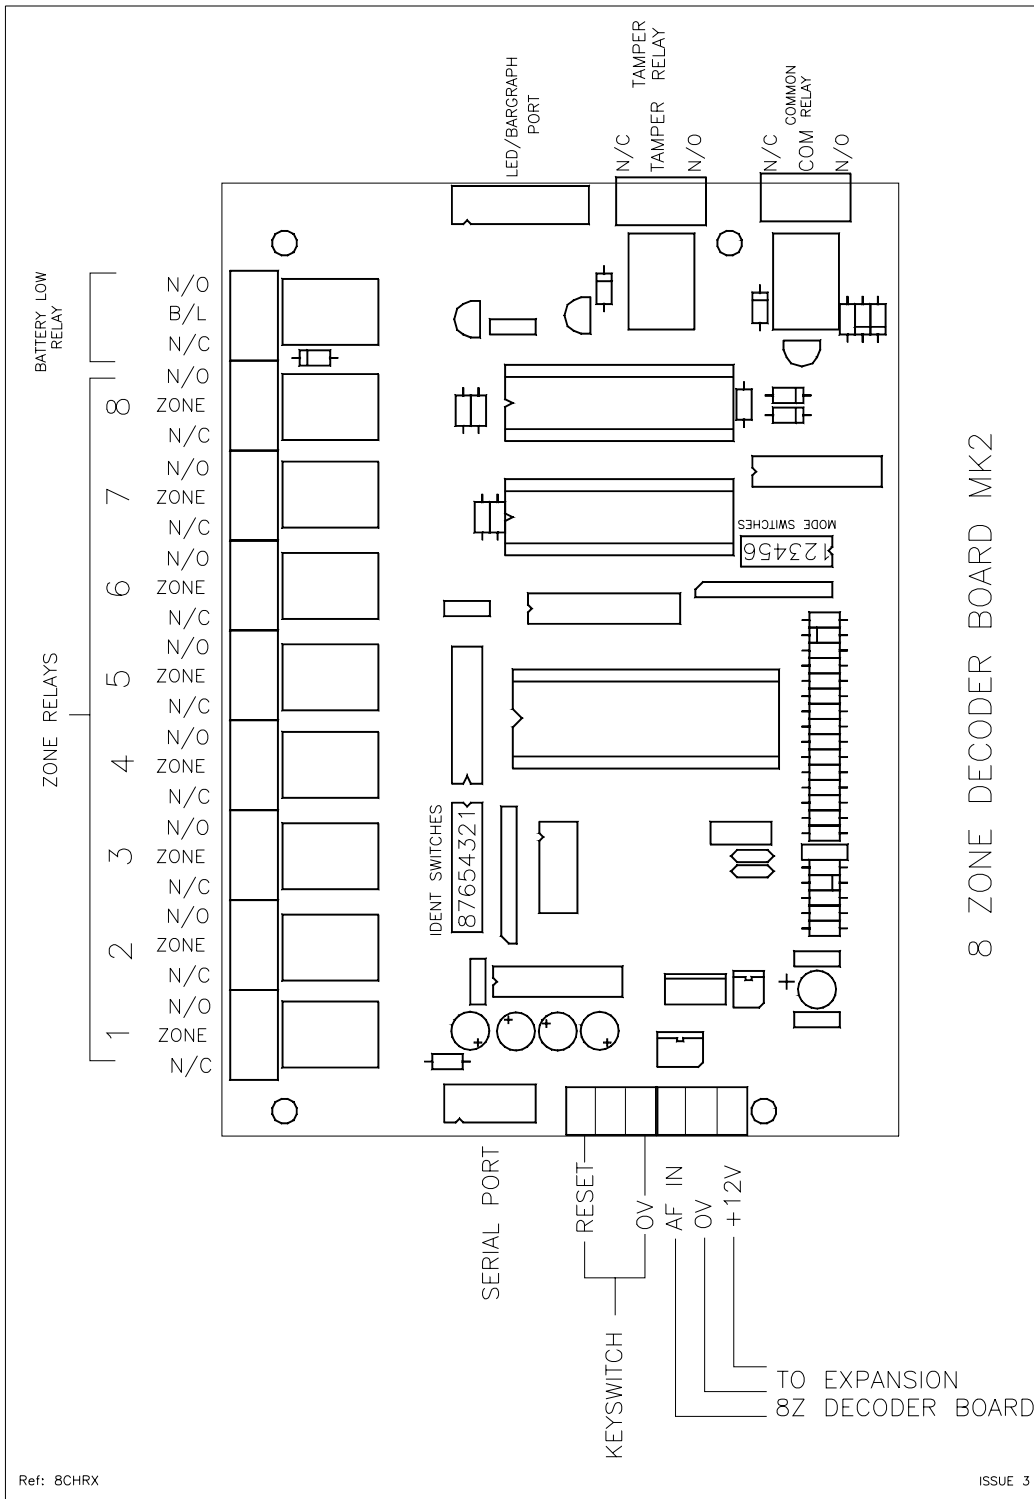 LED/BARGRAPH
PORT
N/C
TAMPER
N/O
TAMPER
RELAY
N/C
COM
N/O
COMMON
RELAY
BATTERY LOW
RELAY
N/O
B/L
N/C
ZONE RELAYS
8
N/O
ZONE
N/C
7
N/O
ZONE
N/C
6
N/O
ZONE
N/C
5
N/O
ZONE
N/C
4
N/O
ZONE
N/C
3
N/O
ZONE
N/C
2
N/O
ZONE
N/C
1
N/O
ZONE
N/C
MODE SWITCHES
123456
IDENT SWITCHES
87654321
8 ZONE DECODER BOARD MK2
SERIAL PORT
RESET
0V
AF IN
0V
+12V
KEYSWITCH
TO EXPANSION
8Z DECODER BOARD
Ref: 8CHRX
ISSUE 3